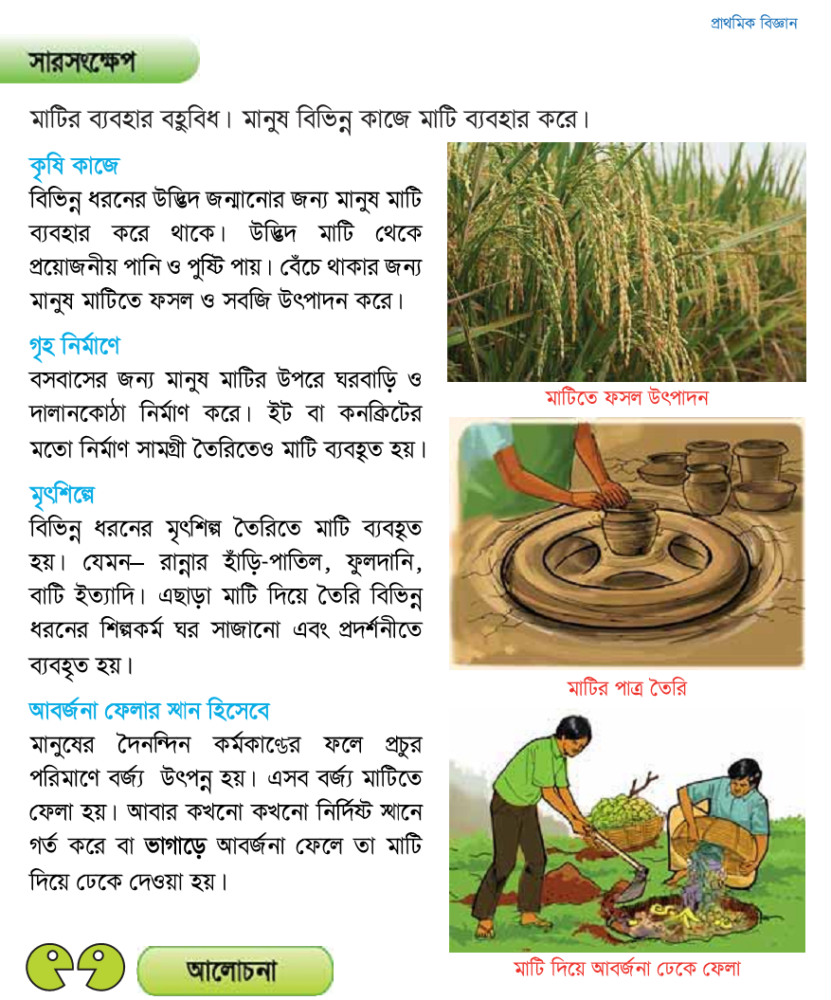 প্রাথমিক বিজ্ঞান
সারসংক্ষেপ
মাটির ব্যবহার বহুবিধ। মানুষ বিভিন্ন কাজে মাটি ব্যবহার করে।
কৃষি কাজে
বিভিন্ন ধরনের উদ্ভিদ জন্মানোর জন্য মানুষ মাটি
ব্যবহার করে থাকে। উদ্ভিদ মাটি থেকে
প্রয়োজনীয় পানি ও পুষ্টি পায়। বেঁচে থাকার জন্য
মানুষ মাটিতে ফসল ও সবজি উৎপাদন করে।
গৃহ নির্মাণে
বসবাসের জন্য মানুষ মাটির উপরে ঘরবাড়ি ও
দালানকোঠা নির্মাণ করে। ইট বা কনক্রিটের
মতো নির্মাণ সামগ্রী তৈরিতেও মাটি ব্যবহৃত হয়।
মৃৎশিল্পে
বিভিন্ন ধরনের মৃৎশিল্প তৈরিতে মাটি ব্যবহৃত
হয়। যেমন– রান্নার হাঁড়ি-পাতিল, ফুলদানি,
বাটি ইত্যাদি। এছাড়া মাটি দিয়ে তৈরি বিভিন্ন
ধরনের শিল্পকর্ম ঘর সাজানো এবং প্রদর্শনীতে
ব্যবহৃত হয়।
আবর্জনা ফেলার স্থান হিসেবে
মানুষের দৈনন্দিন কর্মকাণ্ডের ফলে প্রচুর
পরিমাণে বর্জ্য উৎপন্ন হয়। এসব বর্জ্য মাটিতে
ফেলা হয়। আবার কখনো কখনো নির্দিষ্ট স্থানে
গর্ত করে বা ভাগাড়ে আবর্জনা ফেলে তা মাটি
দিয়ে ঢেকে দেওয়া হয়।
মাটিতে ফসল উৎপাদন
মাটির পাত্র তৈরি
মাটি দিয়ে আবর্জনা ঢেকে ফেলা
আলোচনা